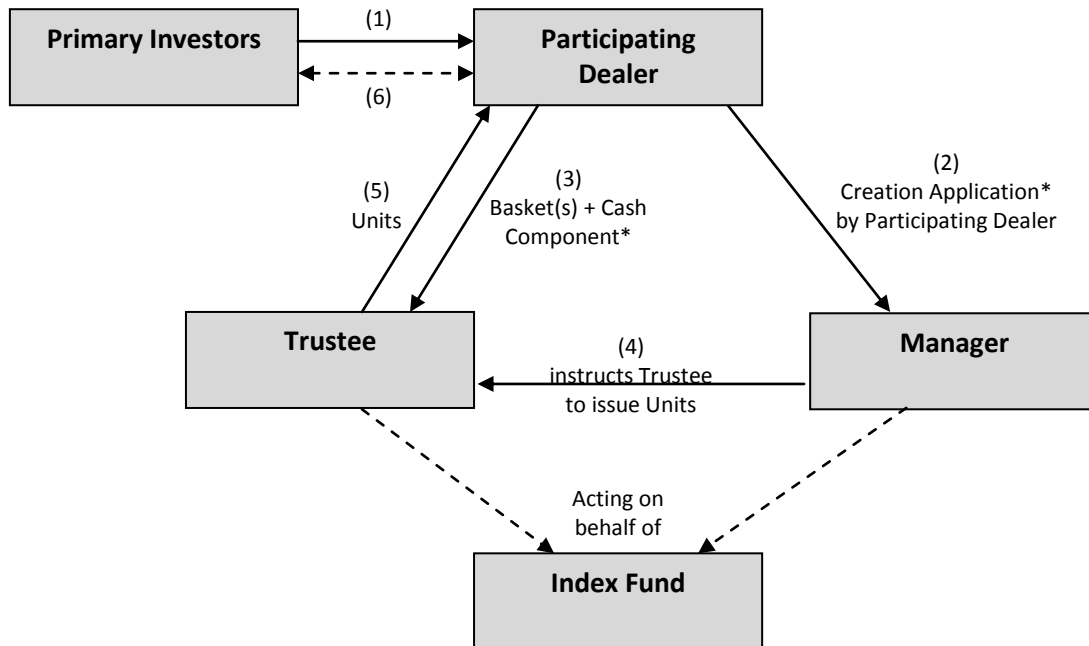 Primary Investors
(1)
(6)
Participating
Dealer
(5)
Units
(3)
Basket(s) + Cash
Component*
(2)
Creation Application*
by Participating Dealer
Trustee
(4)
instructs Trustee
to issue Units
Manager
Acting on
behalf of
Index Fund